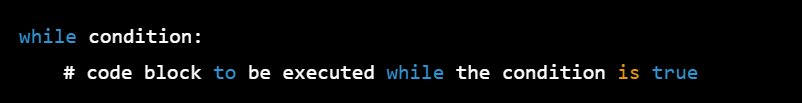 while condition:
    # code block to be executed while the condition is true